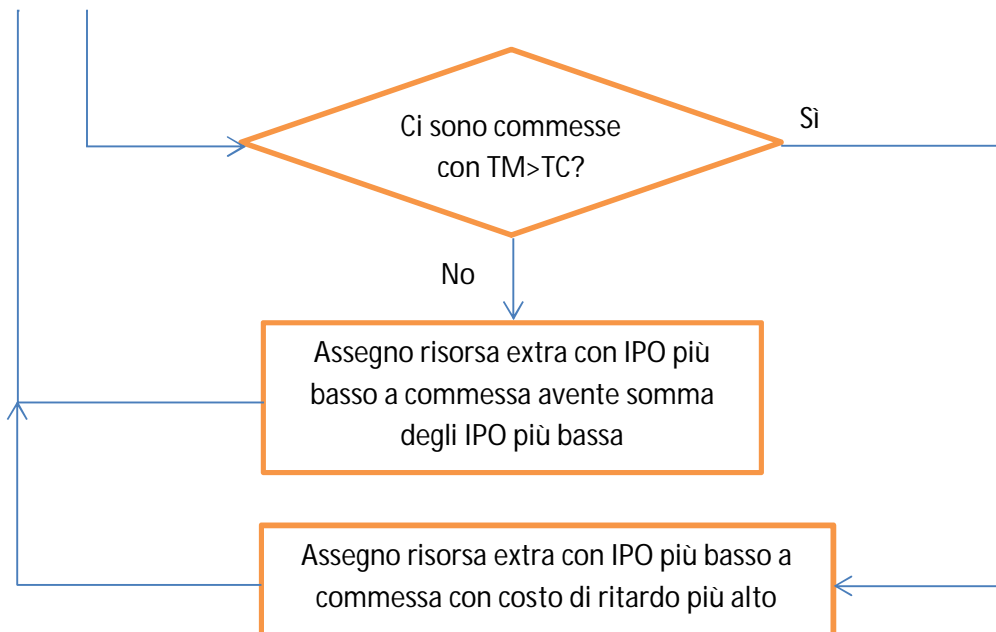 Ci sono commesse
con TM>TC?
Sì
No
Assegno risorsa extra con IPO più
basso a commessa avente somma
degli IPO più bassa
Assegno risorsa extra con IPO più basso a
commessa con costo di ritardo più alto